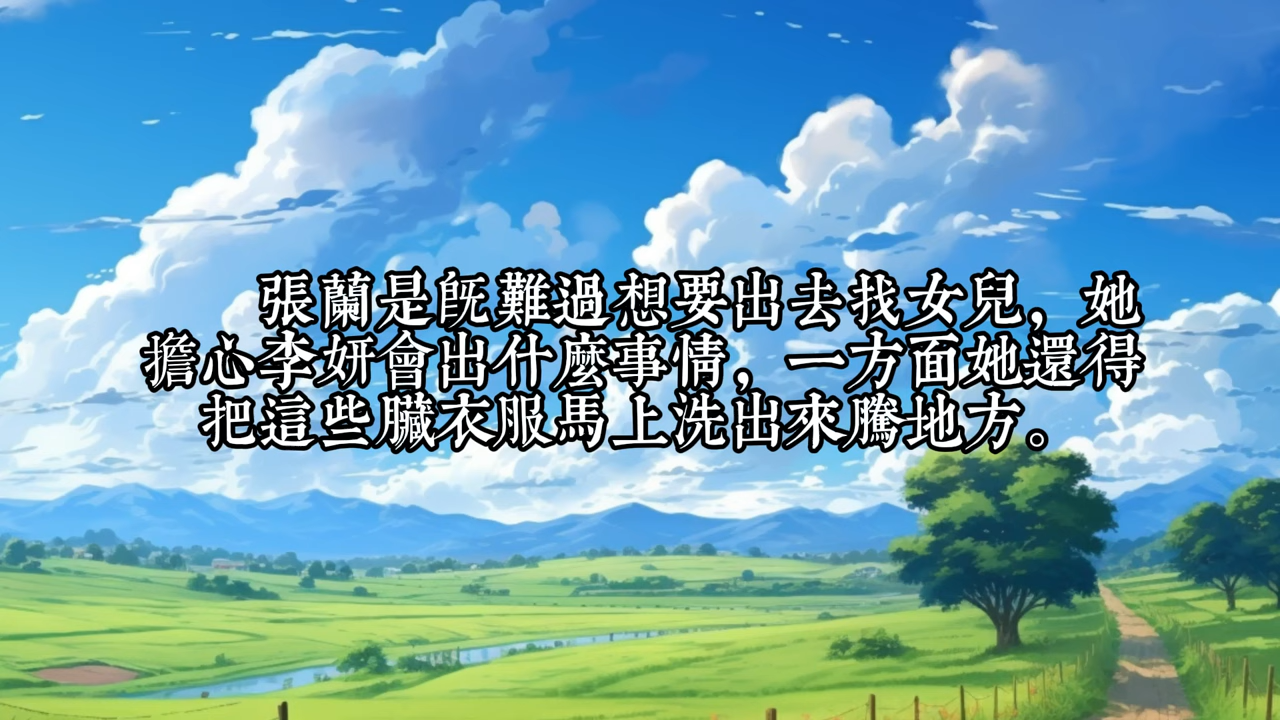 張蘭是既難過想要出去找女兒，她
擔心李妍會出什麼事情，一方面她還得
把這些臟衣服馬上洗出來騰地方。